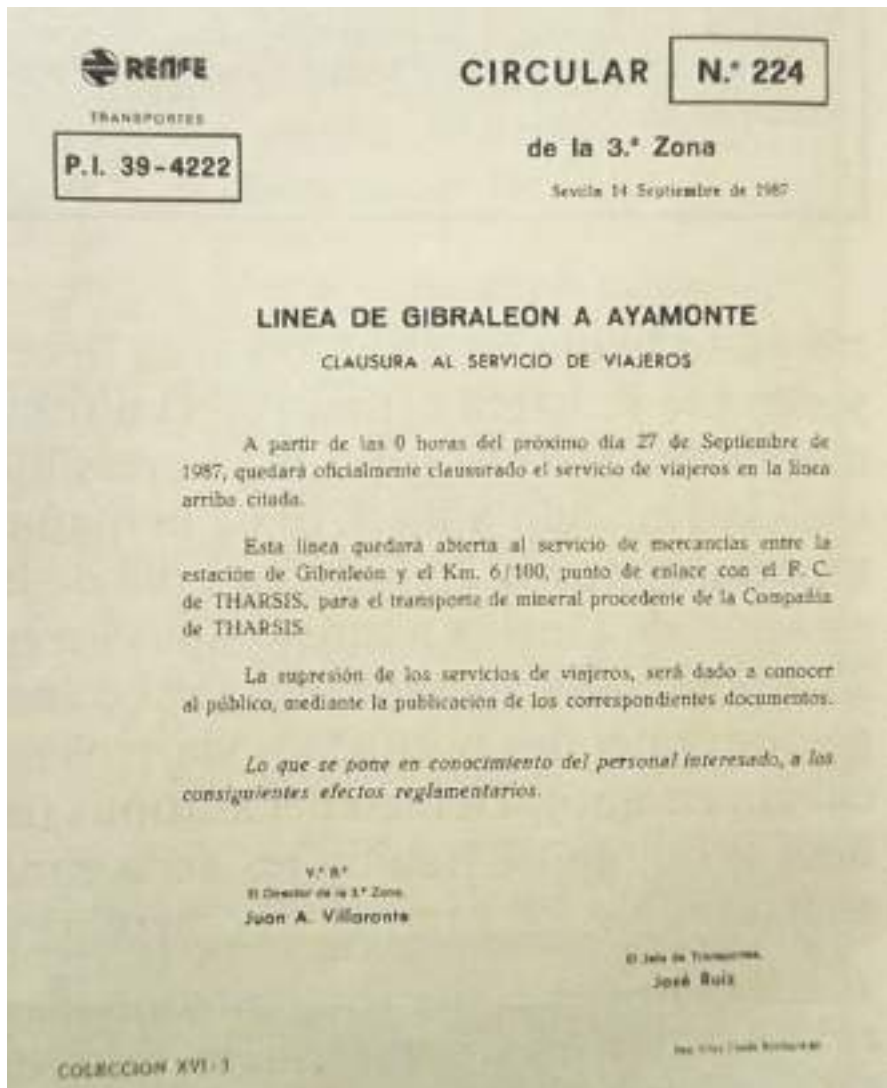 RENFE
CIRCULAR N.º 224
TRANSPORTES
P. I. 39-4222
de la 3.ª Zona
Sevilla 14 Septiembre de 1987
LINEA DE GIBRALEON A AYAMONTE
CLAUSURA AL SERVICIO DE VIAJEROS
A partir de las 0 horas del próximo día 27 de Septiembre de
1987, quedará oficialmente clausurado el servicio de viajeros en la línea
arriba citada.
Esta línea quedará abierta al servicio de mercancías entre la
estación de Gibraleón y el Km. 6/100, punto de enlace con el F. C.
de THARSIS, para el transporte de mineral procedente de la Compañía
de THARSIS.
La supresión de los servicios de viajeros, será dado a conocer
al público, mediante la publicación de los correspondientes documentos.
Lo que se pone en conocimiento del personal interesado, a los
consiguientes efectos reglamentarios.
V.º B.º
El Director de la 3.ª Zona,
Juan A. Villaronte
El Jefe de Transportes,
José Ruiz
COLECCION XVI-3